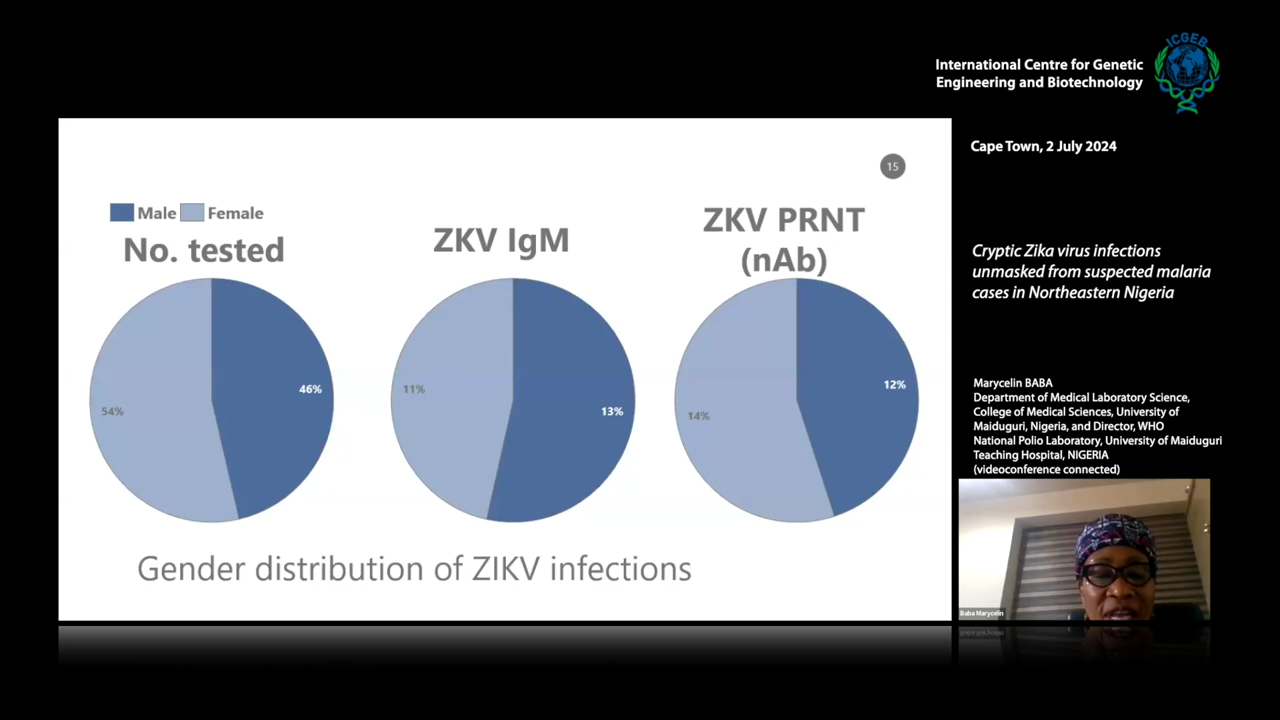 ICGEB
International Centre for Genetic
Engineering and Biotechnology
Cape Town, 2 July 2024
15
Male Female
No. tested
ZKV IgM
ZKV PRNT
(nAb)
46%
54%
11%
13%
12%
14%
Gender distribution of ZIKV infections
Cryptic Zika virus infections
unmasked from suspected malaria
cases in Northeastern Nigeria
Marycelin BABA
Department of Medical Laboratory Science,
College of Medical Sciences, University of
Maiduguri, Nigeria, and Director, WHO
National Polio Laboratory, University of Maiduguri
Teaching Hospital, NIGERIA
(videoconference connected)
Baba Marycelin